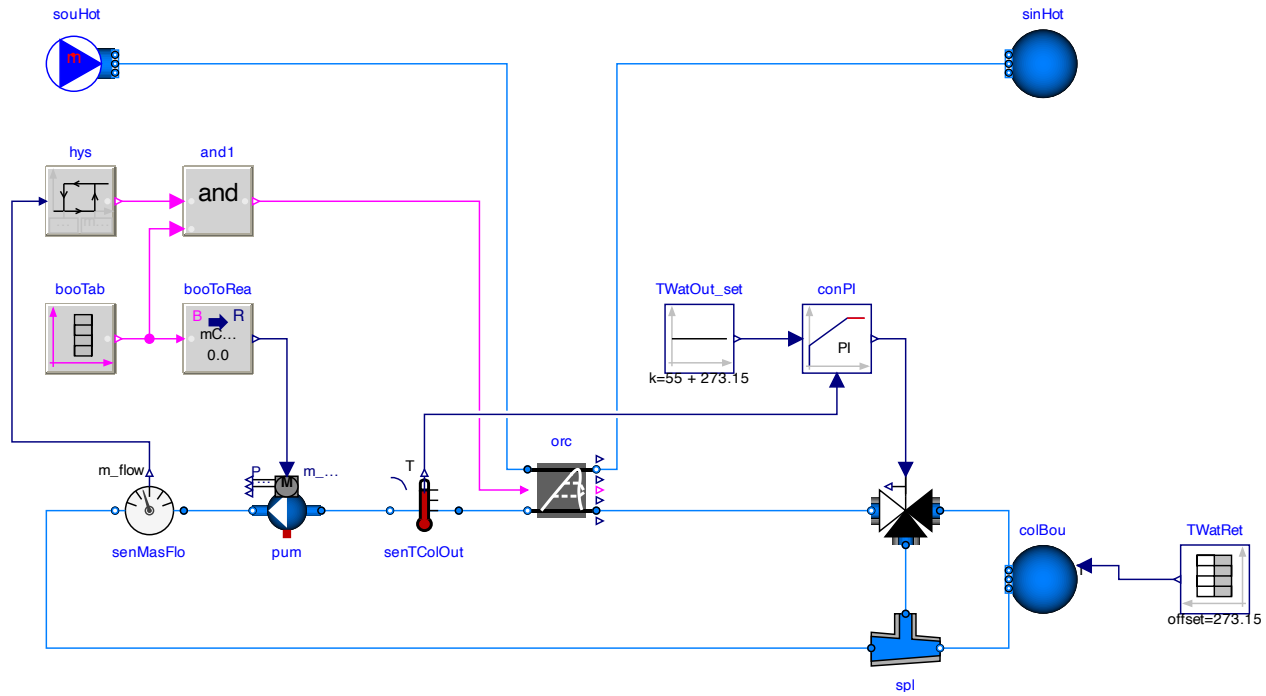 souHot
sinHot
m
hys
and1
and
booTab
booToRea
TWatOut_set
conPI
B
R
mC...
0.0
PI
k=55 + 273.15
orc
m_flow
P
m_...
M
T
senMasFlo
pum
senTColOut
colBou
TWatRet
offset=273.15
spl